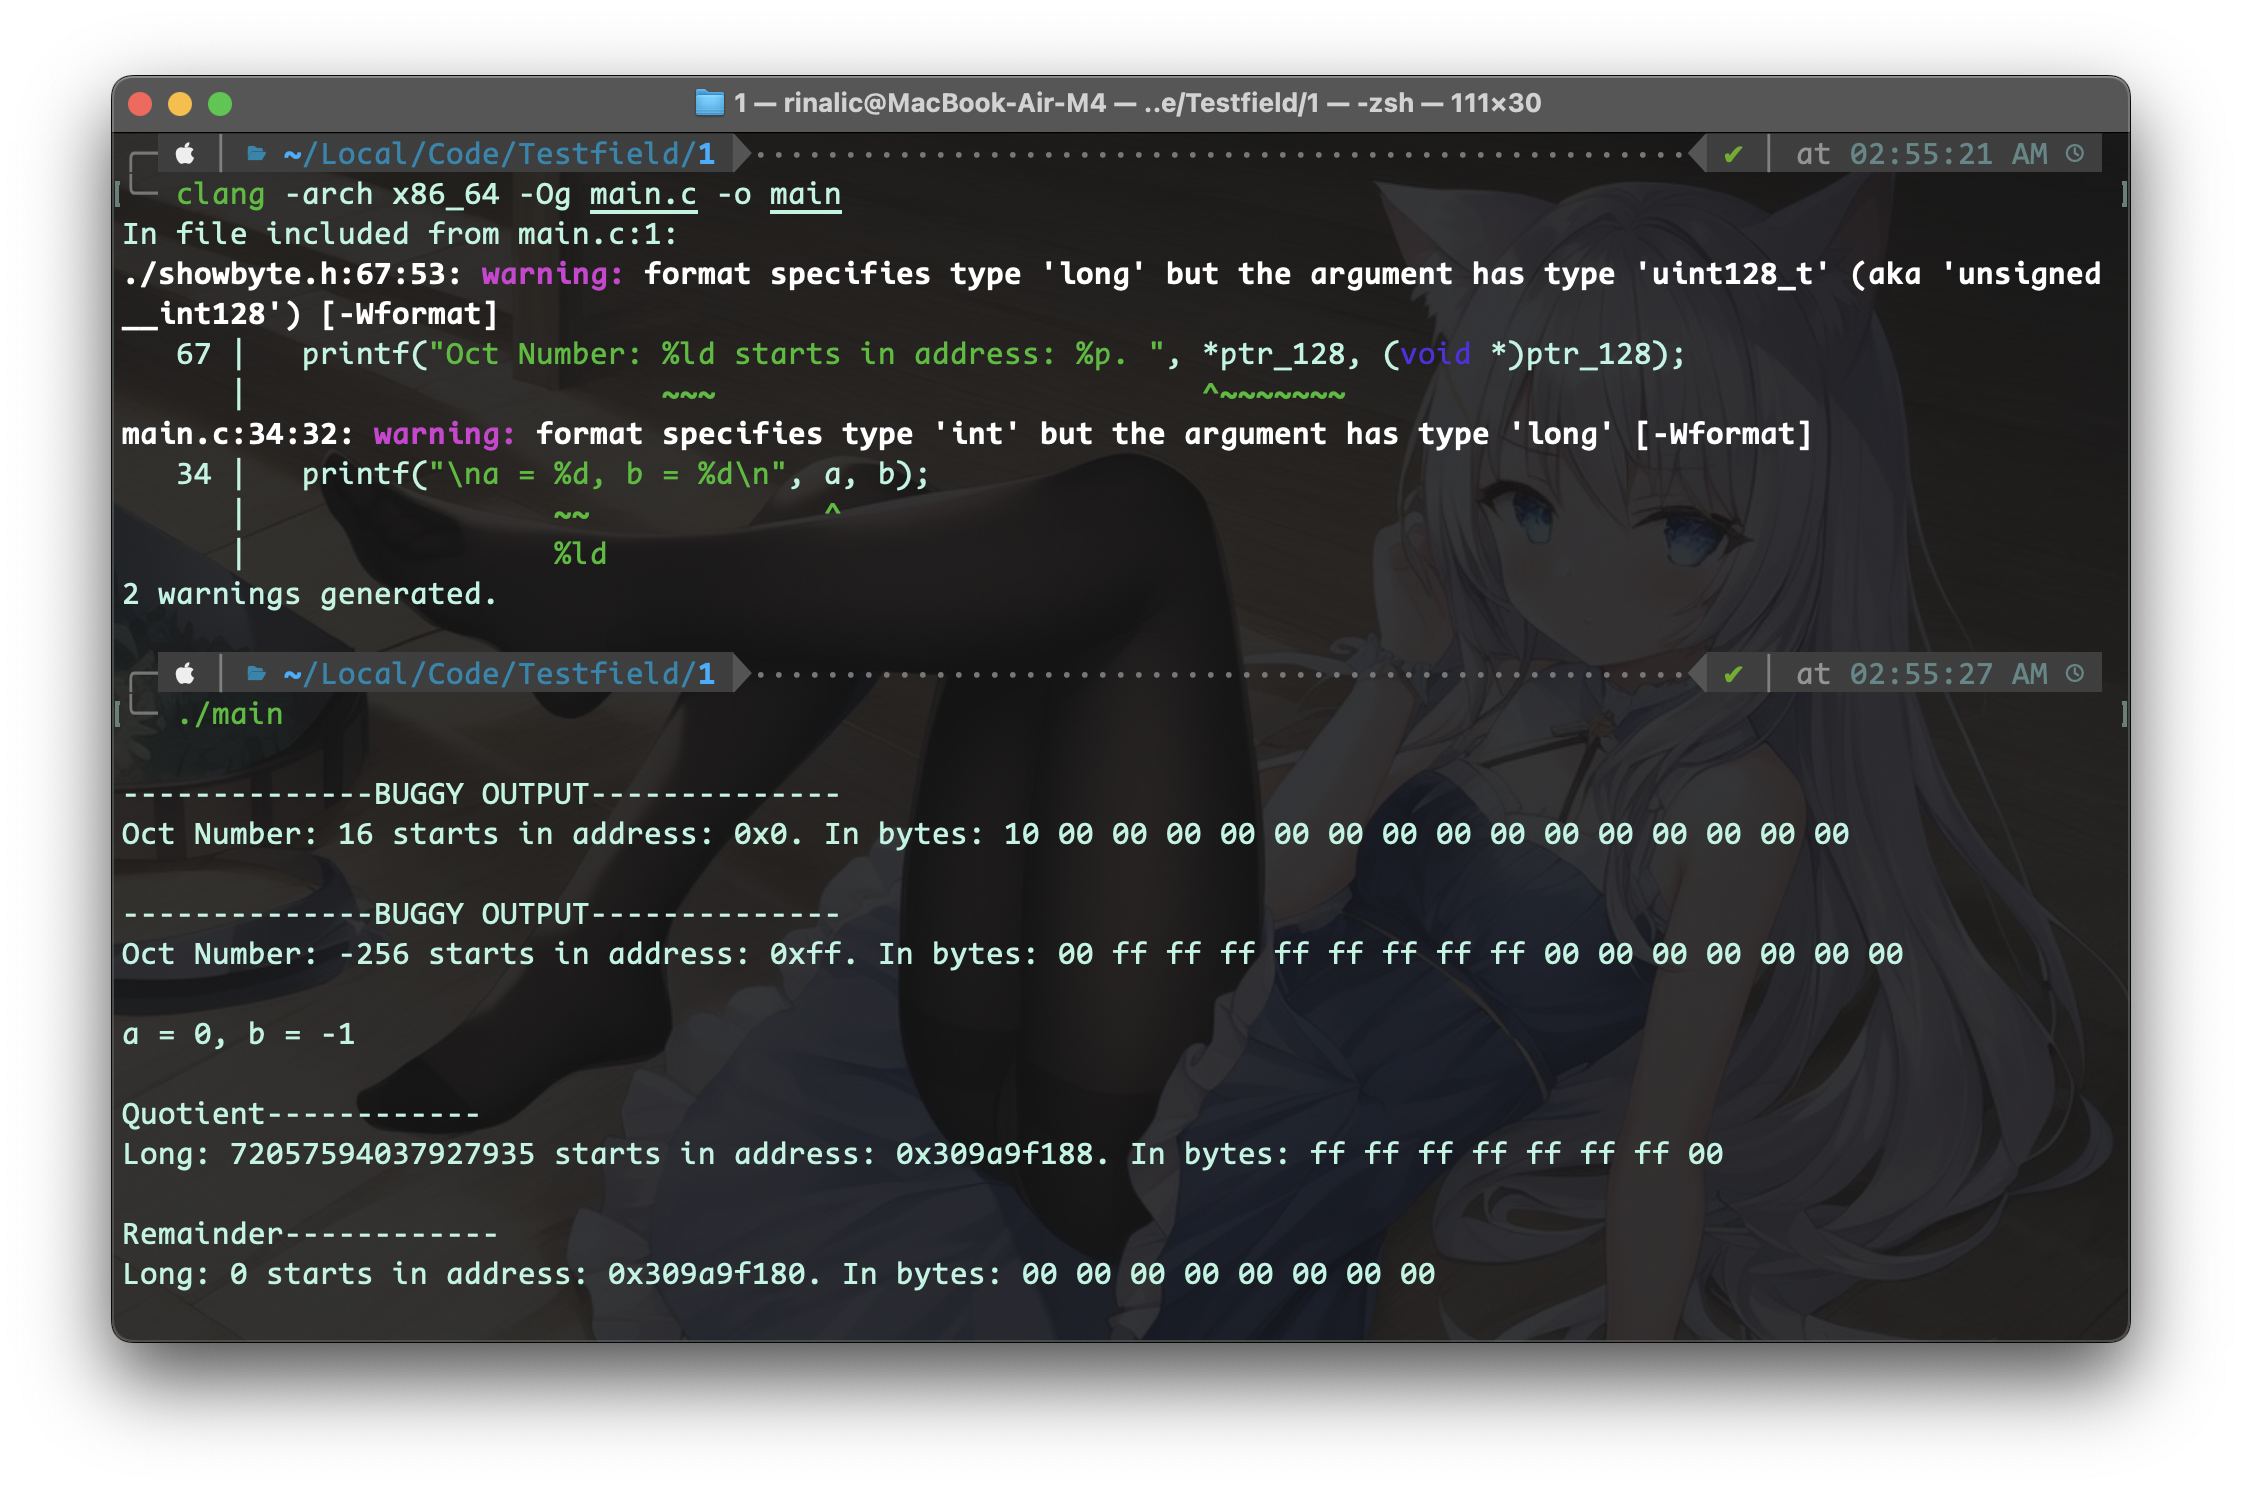 1 — rinalic@MacBook-Air-M4 — ..e/Testfield/1 — -zsh — 111×30
~/Local/Code/Testfield/1 ✔ at 02:55:21 AM
clang -arch x86_64 -Og main.c -o main
In file included from main.c:1:
./showbyte.h:67:53: warning: format specifies type 'long' but the argument has type 'uint128_t' (aka 'unsigned
__int128') [-Wformat]
67 | printf("Oct Number: %ld starts in address: %p. ", *ptr_128, (void *)ptr_128);
| ~~~ ^~~~~~~~
main.c:34:32: warning: format specifies type 'int' but the argument has type 'long' [-Wformat]
34 | printf("\na = %d, b = %d\n", a, b);
| ~~ ^
| %ld
2 warnings generated.
~/Local/Code/Testfield/1 ✔ at 02:55:27 AM
./main
--------------BUGGY OUTPUT--------------
Oct Number: 16 starts in address: 0x0. In bytes: 10 00 00 00 00 00 00 00 00 00 00 00 00 00 00 00
--------------BUGGY OUTPUT--------------
Oct Number: -256 starts in address: 0xff. In bytes: 00 ff ff ff ff ff ff ff ff 00 00 00 00 00 00 00
a = 0, b = -1
Quotient------------
Long: 72057594037927935 starts in address: 0x309a9f188. In bytes: ff ff ff ff ff ff ff 00
Remainder------------
Long: 0 starts in address: 0x309a9f180. In bytes: 00 00 00 00 00 00 00 00